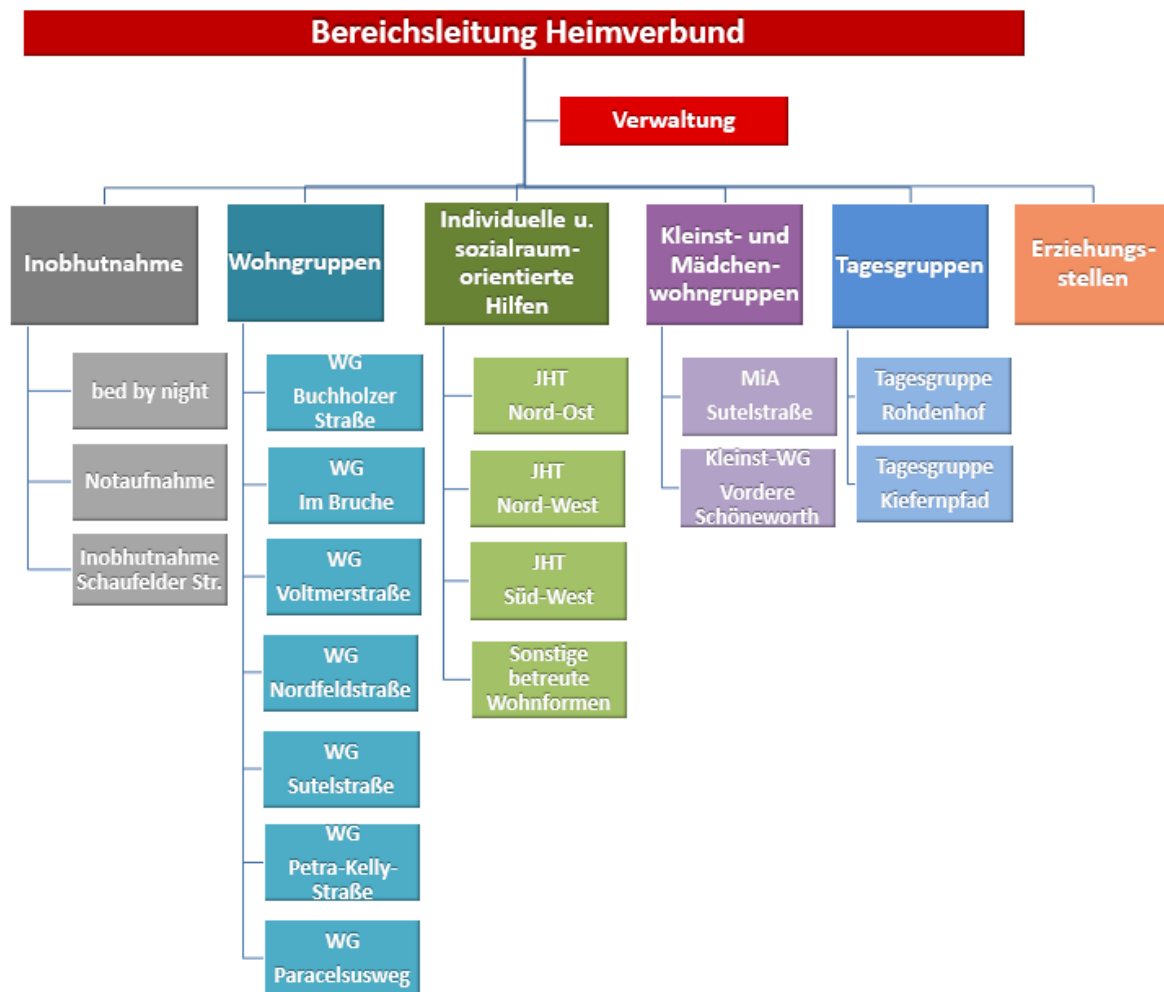 Bereichsleitung Heimverbund
Verwaltung
Inobhutnahme
Wohngruppen
Individuelle u.
sozialraum-
orientierte
Hilfen
Kleinst- und
Mädchen-
wohngruppen
Tagesgruppen
Erziehungs-
stellen
bed by night
Notaufnahme
Inobhutnahme
Schaufelder Str.
WG
Buchholzer
Straße
WG
Im Bruche
WG
Voltmerstraße
WG
Nordfeldstraße
WG
Sutelstraße
WG
Petra-Kelly-
Straße
WG
Paracelsusweg
JHT
Nord-Ost
JHT
Nord-West
JHT
Süd-West
Sonstige
betreute
Wohnformen
MiA
Sutelstraße
Kleinst-WG
Vordere
Schöneworth
Tagesgruppe
Rohdenhof
Tagesgruppe
Kiefernpfad